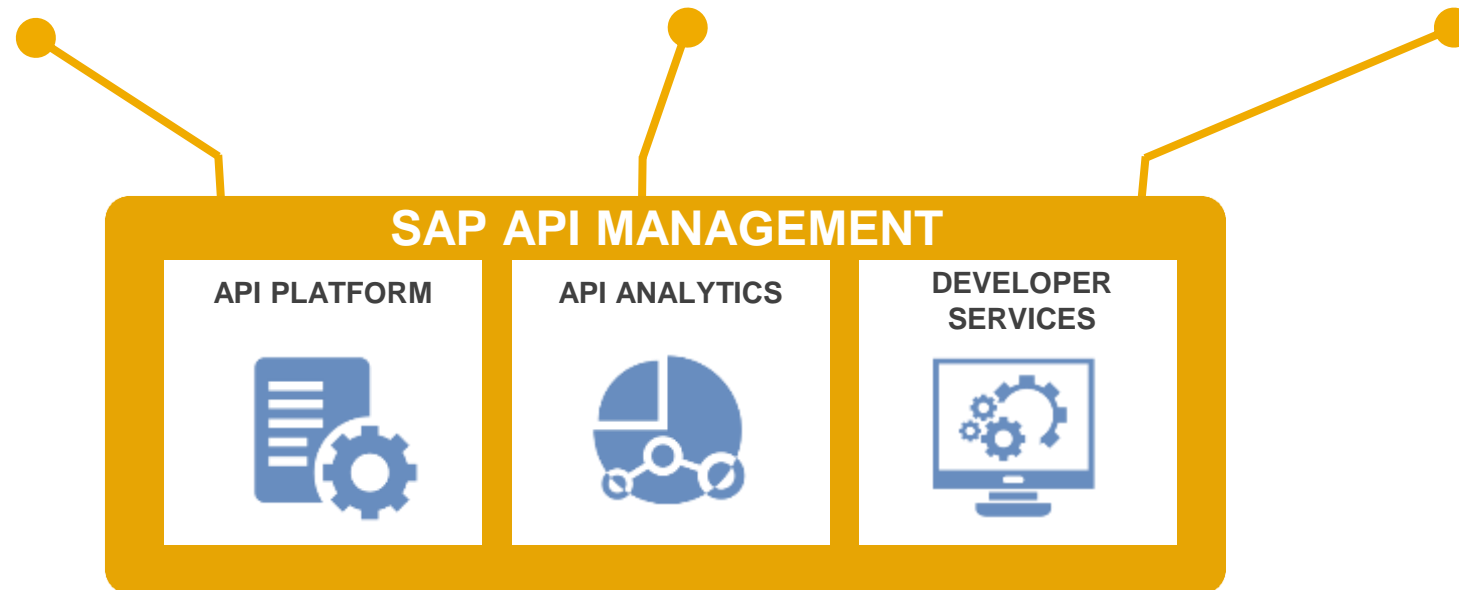 SAP API MANAGEMENT
API PLATFORM
API ANALYTICS
DEVELOPER
SERVICES